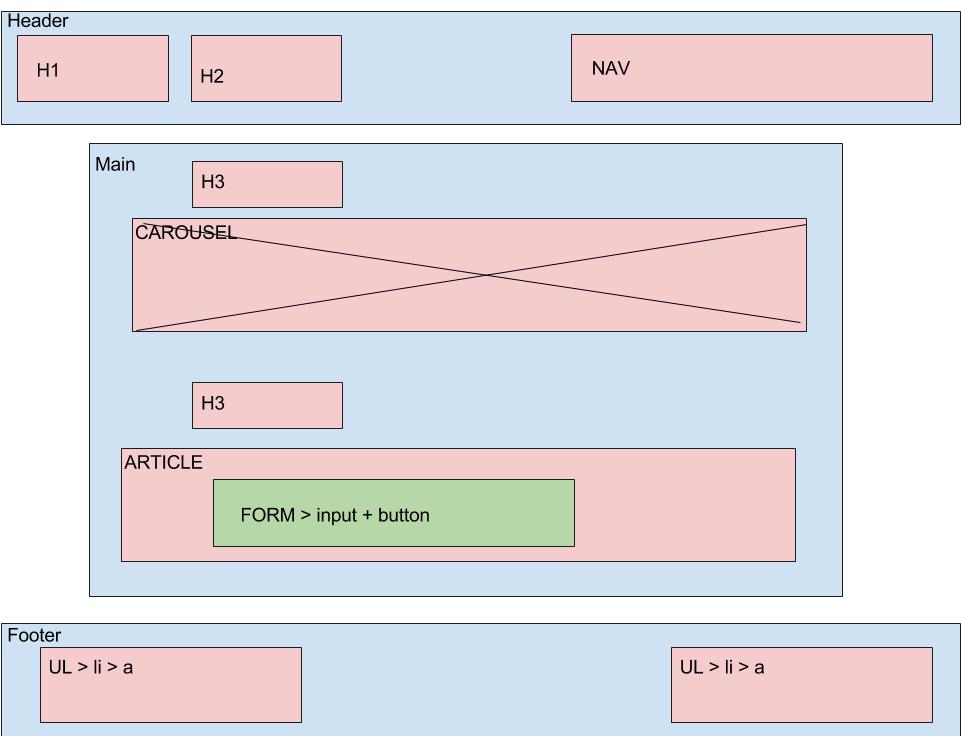 Header
H1
H2
NAV
Main
H3
CAROUSEL
H3
ARTICLE
FORM > input + button
Footer
UL > li > a
UL > li > a